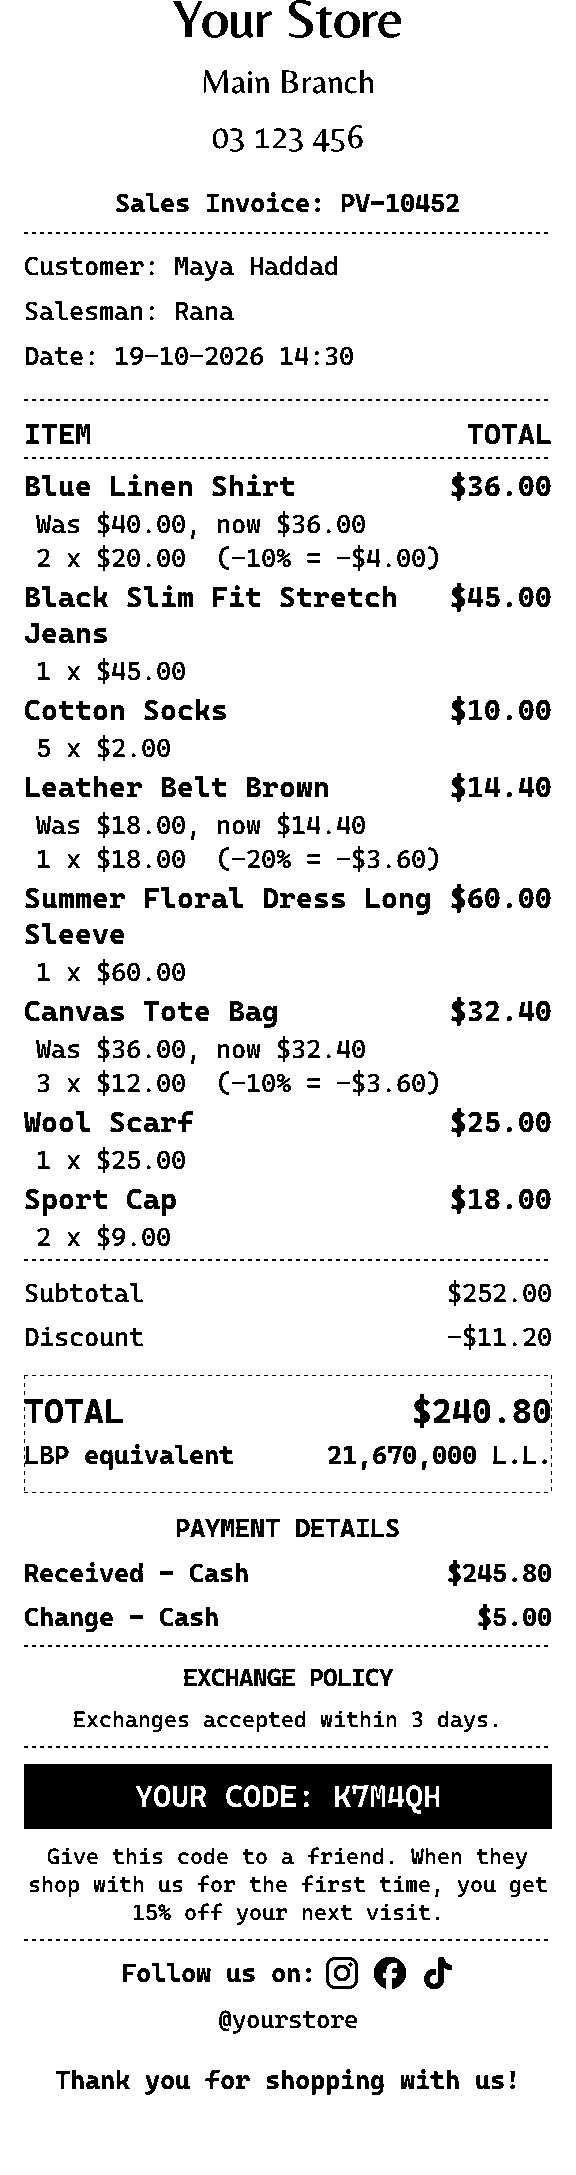 Your Store
Main Branch
03 123 456
Sales Invoice: PV-10452
Customer: Maya Haddad
Salesman: Rana
Date: 19-10-2026 14:30
ITEM TOTAL
Blue Linen Shirt $36.00
Was $40.00, now $36.00
2 x $20.00 (-10% = -$4.00)
Black Slim Fit Stretch $45.00
Jeans
1 x $45.00
Cotton Socks $10.00
5 x $2.00
Leather Belt Brown $14.40
Was $18.00, now $14.40
1 x $18.00 (-20% = -$3.60)
Summer Floral Dress Long $60.00
Sleeve
1 x $60.00
Canvas Tote Bag $32.40
Was $36.00, now $32.40
3 x $12.00 (-10% = -$3.60)
Wool Scarf $25.00
1 x $25.00
Sport Cap $18.00
2 x $9.00
Subtotal $252.00
Discount -$11.20
TOTAL $240.80
LBP equivalent 21,670,000 L.L.
PAYMENT DETAILS
Received - Cash $245.80
Change - Cash $5.00
EXCHANGE POLICY
Exchanges accepted within 3 days.
YOUR CODE: K7M4QH
Give this code to a friend. When they
shop with us for the first time, you get
15% off your next visit.
Follow us on:
@yourstore
Thank you for shopping with us!